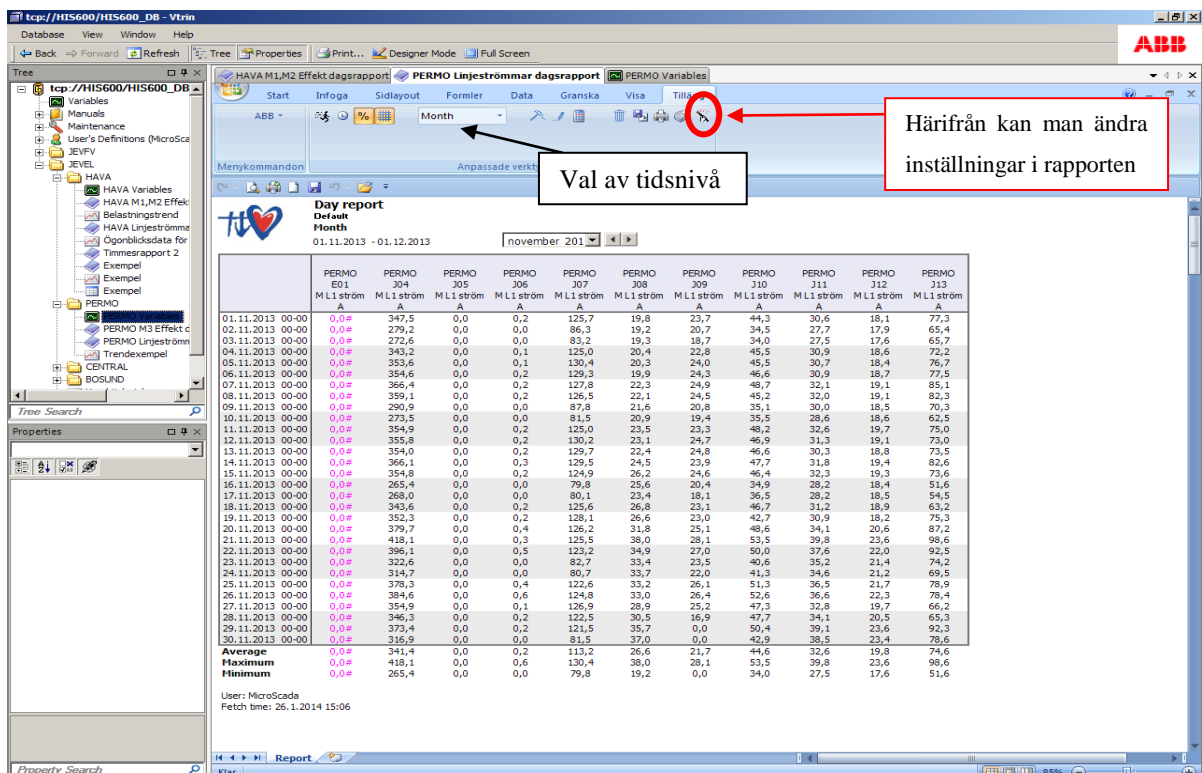 tcp://HIS600/HIS600_DB - Vtrin
Database View Window Help
Back Forward Refresh Tree Properties Print... Designer Mode Full Screen
ABB
Tree
tcp://HIS600/HIS600_DB
Variables
Manuals
Maintenance
User's Definitions (MicroSca
JEVFV
JEVEL
HAVA
HAVA Variables
HAVA M1,M2 Effek
Belastningstrend
HAVA Linjeströmma
Ögonblicksdata för
Timmesrapport 2
Exempel
Exempel
Exempel
PERMO
PERMO Variables
PERMO M3 Effekt d
PERMO Linjeströmm
Trendexempel
CENTRAL
BOSUND
Tree Search
Properties
Property Search
HAVA M1,M2 Effekt dagsrapport PERMO Linjeströmmar dagsrapport PERMO Variables
Start Infoga Sidlayout Formler Data Granska Visa
ABB
Month
Menykommandon
Val av tidsnivå
Härifrån kan man ändra
inställningar i rapporten
Day report
Default
Month
01.11.2013 - 01.12.2013 november 201
PERMO PERMO PERMO PERMO PERMO PERMO PERMO PERMO PERMO PERMO PERMO
E01 J04 J05 J06 J07 J08 J09 J10 J11 J12 J13
M L1 ström M L1 ström M L1 ström M L1 ström M L1 ström M L1 ström M L1 ström M L1 ström M L1 ström M L1 ström M L1 ström
A A A A A A A A A A A
01.11.2013 00-00 0,0# 347,5 0,0 0,2 125,7 19,8 23,7 44,3 30,6 18,1 77,3
02.11.2013 00-00 0,0# 279,2 0,0 0,0 86,3 19,2 20,7 34,5 27,7 17,9 65,4
03.11.2013 00-00 0,0# 272,6 0,0 0,0 83,2 19,3 18,7 34,0 27,5 17,6 65,7
04.11.2013 00-00 0,0# 343,2 0,0 0,1 125,0 20,4 22,8 45,5 30,9 18,6 72,2
05.11.2013 00-00 0,0# 353,6 0,0 0,1 130,4 20,3 24,0 45,5 30,7 18,4 76,7
06.11.2013 00-00 0,0# 354,6 0,0 0,2 129,3 19,9 24,3 46,6 30,9 18,7 77,5
07.11.2013 00-00 0,0# 366,4 0,0 0,2 127,8 22,3 24,9 48,7 32,1 19,1 85,1
08.11.2013 00-00 0,0# 359,1 0,0 0,2 126,5 22,1 24,5 45,2 32,0 19,1 82,3
09.11.2013 00-00 0,0# 290,9 0,0 0,0 87,8 21,6 20,8 35,1 30,0 18,5 70,3
10.11.2013 00-00 0,0# 273,5 0,0 0,0 81,5 20,9 19,4 35,5 28,6 18,6 62,5
11.11.2013 00-00 0,0# 354,9 0,0 0,2 125,0 23,5 23,3 48,2 32,6 19,7 75,0
12.11.2013 00-00 0,0# 355,8 0,0 0,2 130,2 23,1 24,7 46,9 31,3 19,1 73,0
13.11.2013 00-00 0,0# 354,0 0,0 0,2 129,7 22,4 24,8 46,6 30,3 18,8 73,5
14.11.2013 00-00 0,0# 366,1 0,0 0,3 129,5 24,5 23,9 47,7 31,8 19,4 82,6
15.11.2013 00-00 0,0# 354,8 0,0 0,2 124,9 26,2 24,6 46,4 32,3 19,3 73,6
16.11.2013 00-00 0,0# 265,4 0,0 0,0 79,8 25,6 20,4 34,9 28,2 18,4 51,6
17.11.2013 00-00 0,0# 268,0 0,0 0,0 80,1 23,4 18,1 36,5 28,2 18,5 54,5
18.11.2013 00-00 0,0# 343,6 0,0 0,2 125,6 26,8 23,1 46,7 31,2 18,9 63,2
19.11.2013 00-00 0,0# 352,3 0,0 0,2 128,1 26,6 23,0 42,7 30,9 18,2 75,3
20.11.2013 00-00 0,0# 379,7 0,0 0,4 126,2 31,8 25,1 48,6 34,1 20,6 87,2
21.11.2013 00-00 0,0# 418,1 0,0 0,3 125,5 38,0 28,1 53,5 39,8 23,6 98,6
22.11.2013 00-00 0,0# 396,1 0,0 0,5 123,2 34,9 27,0 50,0 37,6 22,0 92,5
23.11.2013 00-00 0,0# 322,6 0,0 0,0 82,7 33,4 23,5 40,6 35,2 21,4 74,2
24.11.2013 00-00 0,0# 314,7 0,0 0,0 80,7 33,7 22,0 41,3 34,6 21,2 69,5
25.11.2013 00-00 0,0# 378,3 0,0 0,4 122,6 33,2 26,1 51,3 36,5 21,7 78,9
26.11.2013 00-00 0,0# 384,6 0,0 0,6 124,8 33,0 26,4 52,6 36,6 22,3 78,4
27.11.2013 00-00 0,0# 354,9 0,0 0,1 126,9 28,9 25,2 47,3 32,8 19,7 66,2
28.11.2013 00-00 0,0# 346,3 0,0 0,2 122,5 30,5 16,9 47,7 34,1 20,5 65,3
29.11.2013 00-00 0,0# 373,4 0,0 0,2 121,5 35,7 0,0 50,4 39,1 23,6 92,3
30.11.2013 00-00 0,0# 316,9 0,0 0,0 81,5 37,0 0,0 42,9 38,5 23,4 78,6
Average 0,0# 341,4 0,0 0,2 113,2 26,6 21,7 44,6 32,6 19,8 74,6
Maximum 0,0# 418,1 0,0 0,6 130,4 38,0 28,1 53,5 39,8 23,6 98,6
Minimum 0,0# 265,4 0,0 0,0 79,8 19,2 0,0 34,0 27,5 17,6 51,6
User: MicroScada
Fetch time: 26.1.2014 15:06
Report
Klar 85%